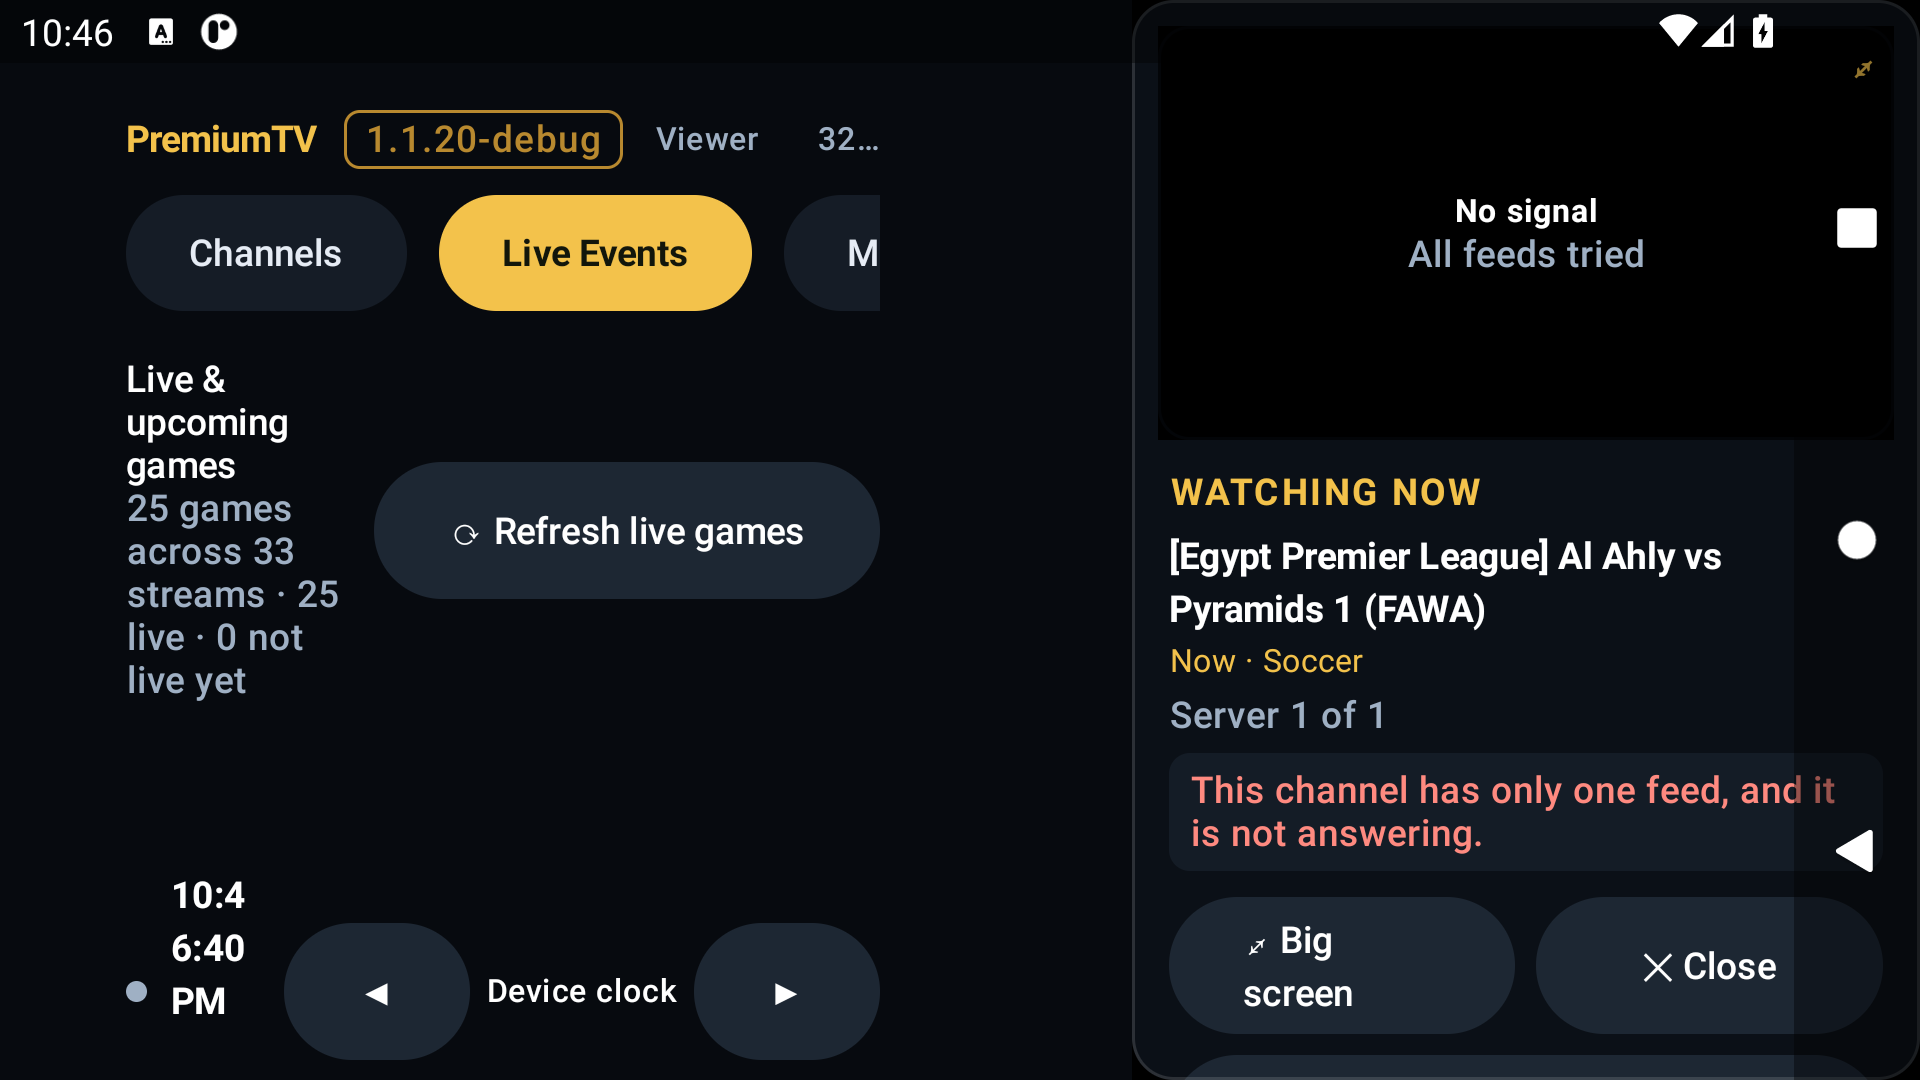 10:46
PremiumTV 1.1.20-debug Viewer 32…
Channels Live Events M
Live &
upcoming
games
25 games
across 33
streams · 25
live · 0 not
live yet
⟳ Refresh live games
10:4
6:40
PM
◀ Device clock ▶
No signal
All feeds tried
WATCHING NOW
[Egypt Premier League] Al Ahly vs
Pyramids 1 (FAWA)
Now · Soccer
Server 1 of 1
This channel has only one feed, and it
is not answering.
Big
screen
Close